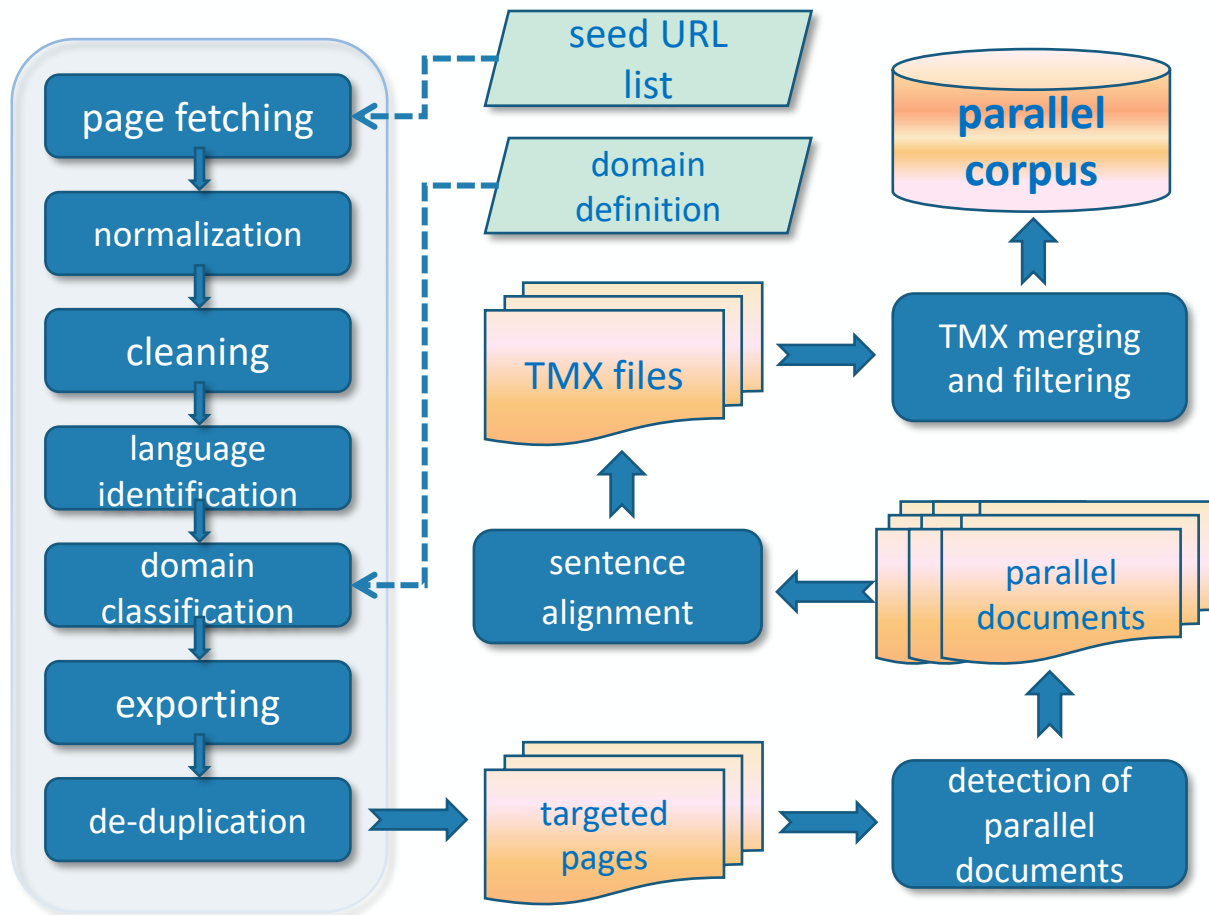 page fetching
normalization
cleaning
language
identification
domain
classification
exporting
de-duplication
seed URL
list
domain
definition
targeted
pages
detection of
parallel
documents
parallel
documents
sentence
alignment
TMX files
TMX merging
and filtering
parallel
corpus